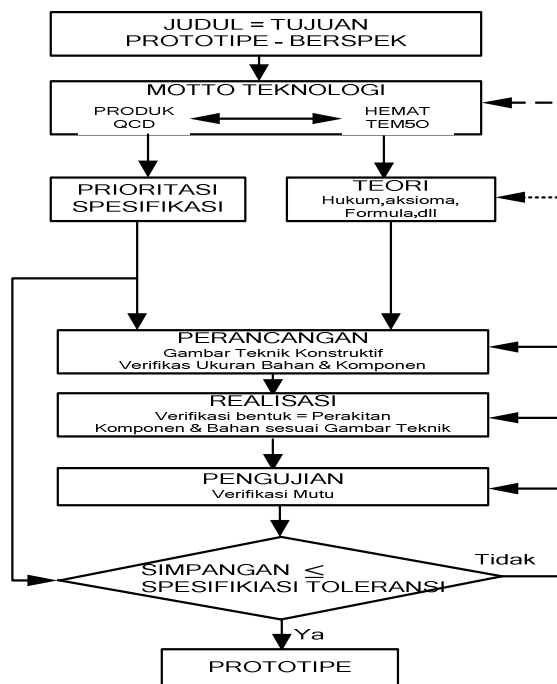 JUDUL = TUJUAN
PROTOTIPE - BERSPEK
MOTTO TEKNOLOGI
PRODUK
QCD
HEMAT
TEM5O
PRIORITASI
SPESIFIKASI
TEORI
Hukum,aksioma,
Formula,dll
PERANCANGAN
Gambar Teknik Konstruktif
Verifikas Ukuran Bahan & Komponen
REALISASI
Verifikasi bentuk = Perakitan
Komponen & Bahan sesuai Gambar Teknik
PENGUJIAN
Verifikasi Mutu
SIMPANGAN ≤
SPESIFIKIASI TOLERANSI
Tidak
Ya
PROTOTIPE